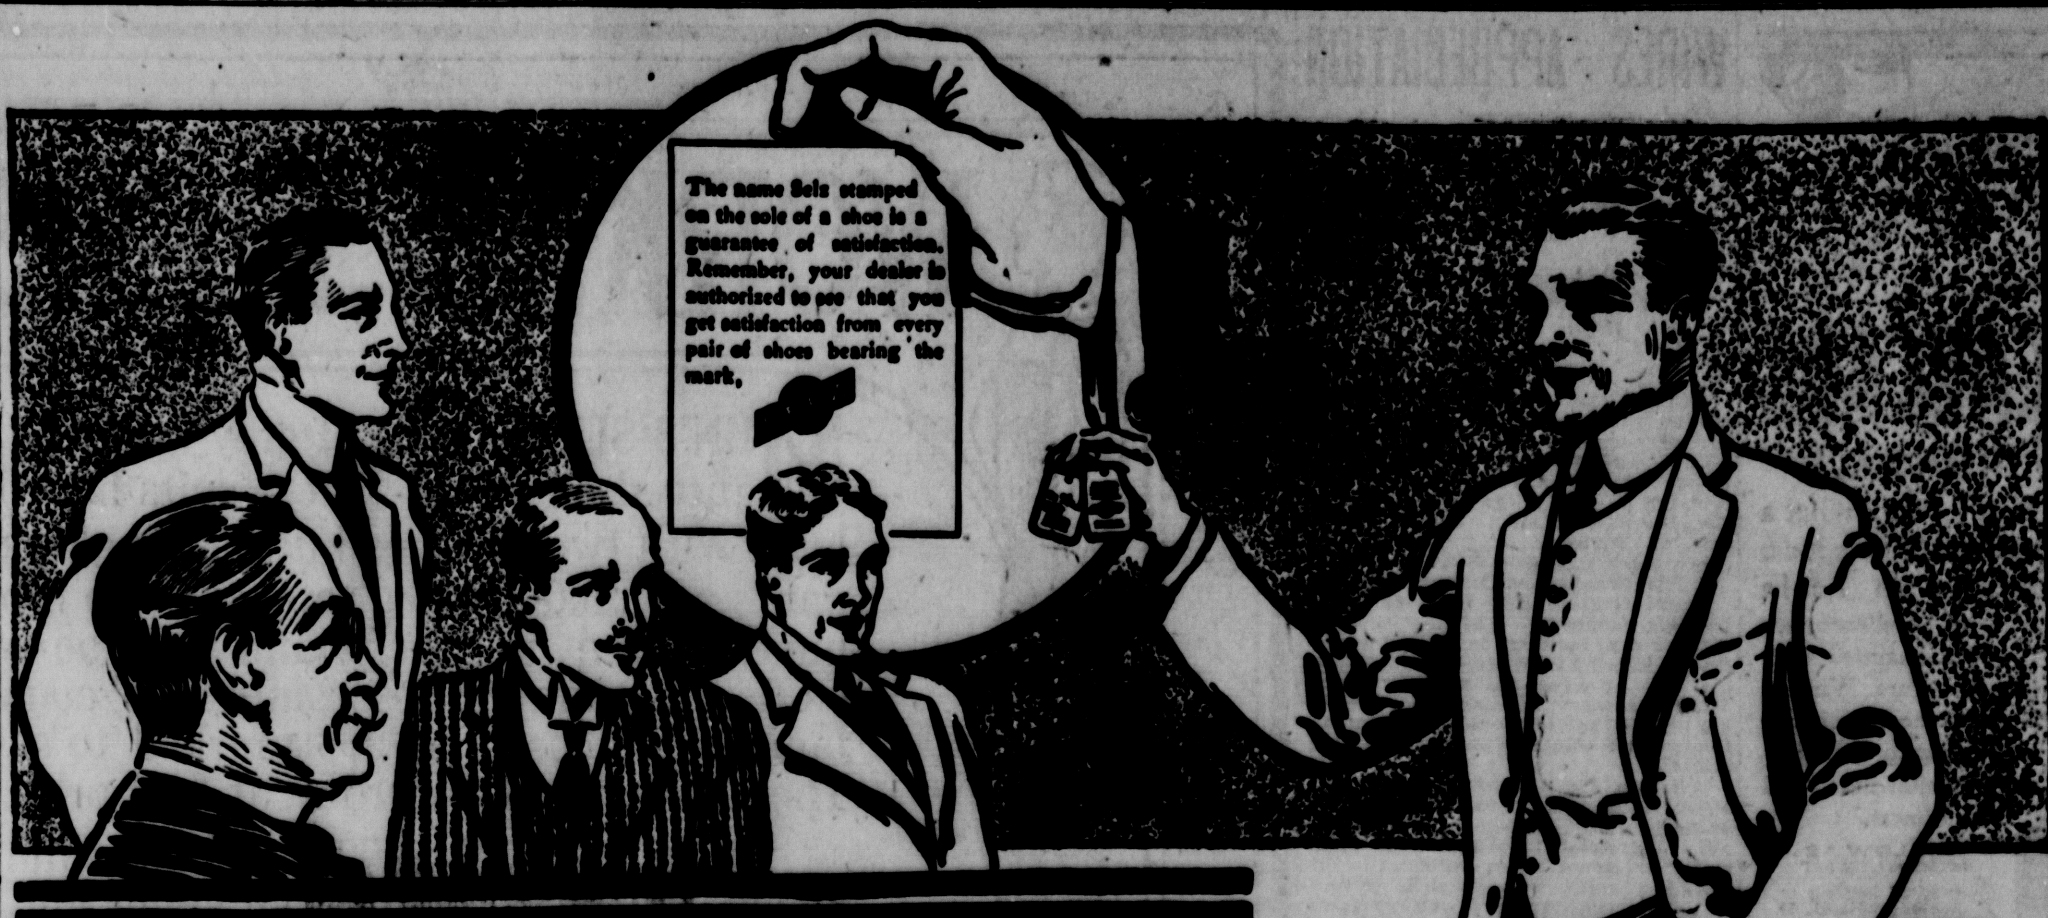 The name Selz stamped
on the sole of a shoe is a
guarantee of satisfaction.
Remember, your dealer is
authorized to see that you
get satisfaction from every
pair of shoes bearing the
mark,